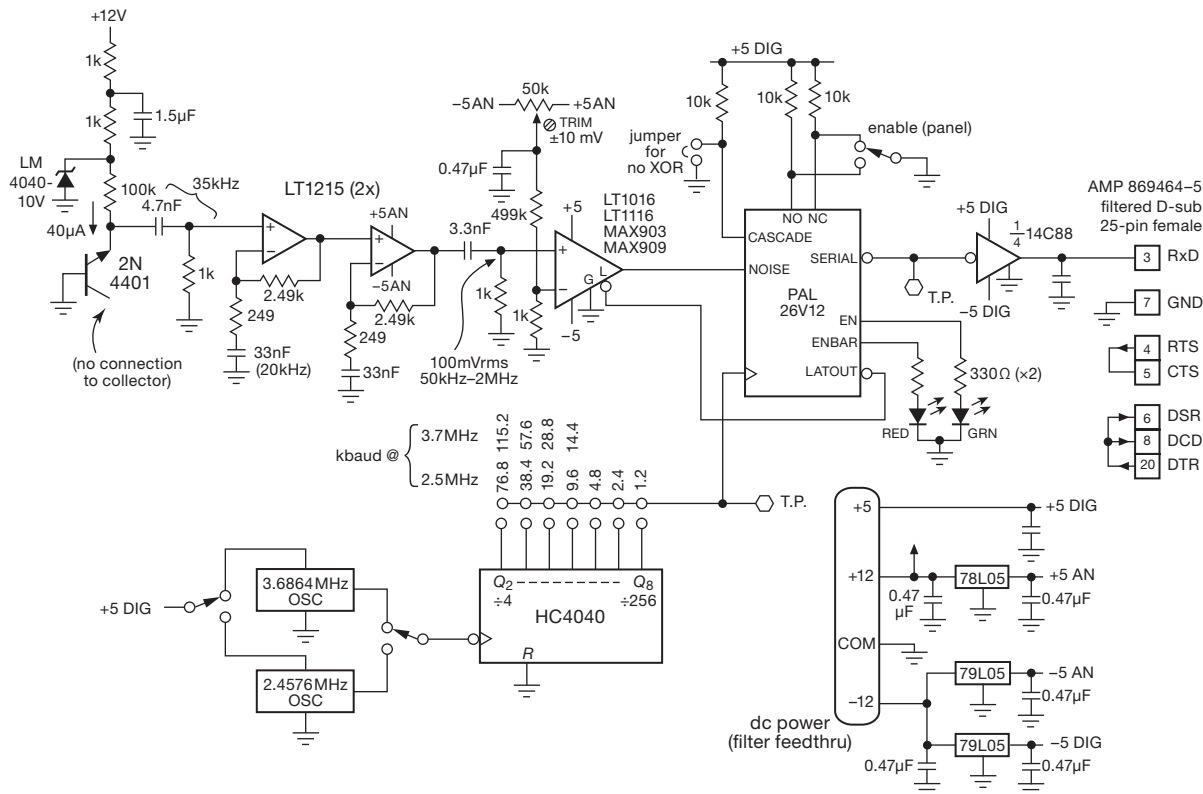 +12V
1k
1k
1.5µF
LM
4040-
10V
100k
40µA
4.7nF
35kHz
2N
4401
(no connection
to collector)
1k
LT1215 (2x)
+
−
2.49k
249
33nF
(20kHz)
+5AN
+
−
−5AN
2.49k
249
33nF
3.3nF
1k
100mVrms
50kHz–2MHz
50k
−5AN
+5AN
TRIM
±10 mV
0.47µF
499k
1k
+5
+
−
G
L
−5
LT1016
LT1116
MAX903
MAX909
+5 DIG
10k
10k
10k
jumper
for
no XOR
enable (panel)
NO NC
CASCADE
NOISE
SERIAL
PAL
26V12
EN
ENBAR
LATOUT
T.P.
+5 DIG
1/4 14C88
−5 DIG
330Ω (×2)
RED
GRN
AMP 869464–5
filtered D-sub
25-pin female
3 RxD
7 GND
4 RTS
5 CTS
6 DSR
8 DCD
20 DTR
kbaud @
3.7MHz
115.2 57.6 28.8 14.4
2.5MHz
76.8 38.4 19.2 9.6 4.8 2.4 1.2
T.P.
+5 DIG
3.6864MHz
OSC
2.4576MHz
OSC
Q2 Q8
÷4 ÷256
HC4040
R
+5
+12
COM
−12
dc power
(filter feedthru)
+5 DIG
0.47
µF
78L05
+5 AN
0.47µF
79L05
−5 AN
0.47µF
79L05
−5 DIG
0.47µF
0.47µF